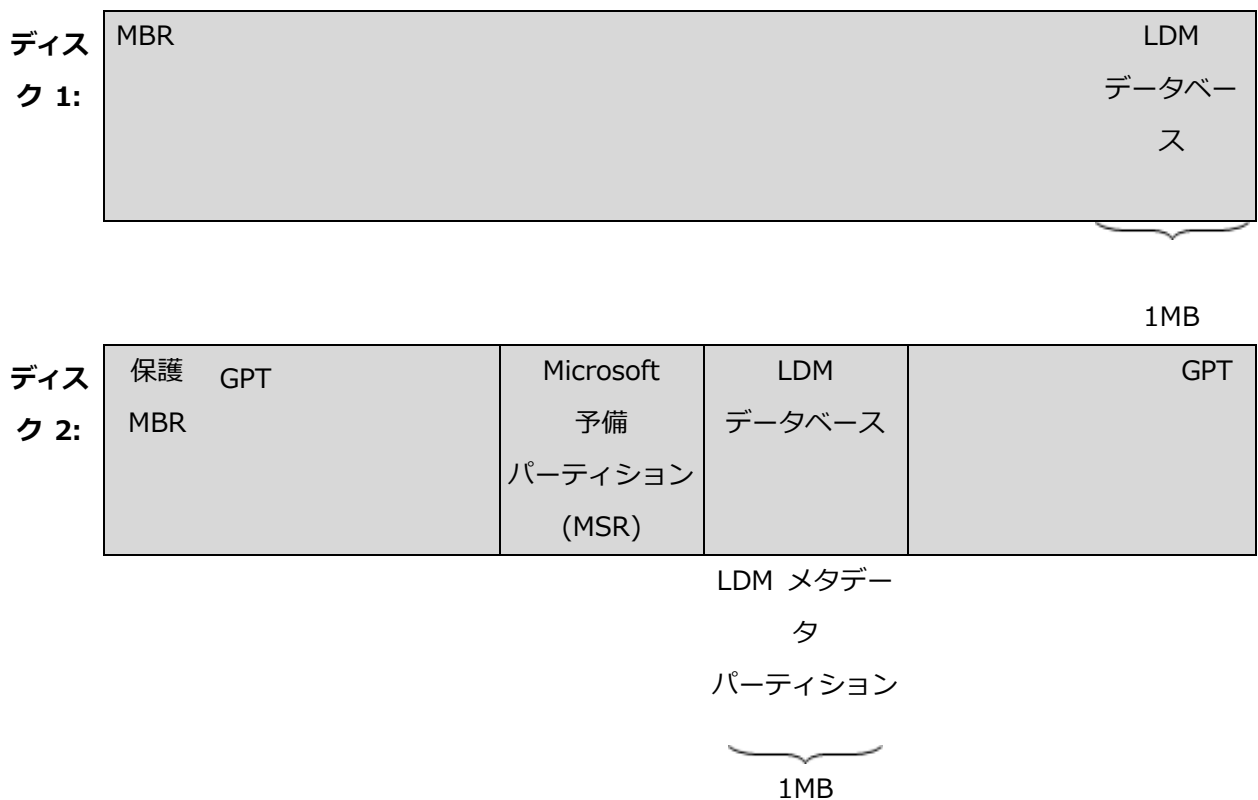 ディス
ク 1:
MBR
LDM
データベー
ス
1MB
ディス
ク 2:
保護
MBR
GPT
Microsoft
予備
パーティション
(MSR)
LDM
データベース
GPT
LDM メタデー
タ
パーティション
1MB